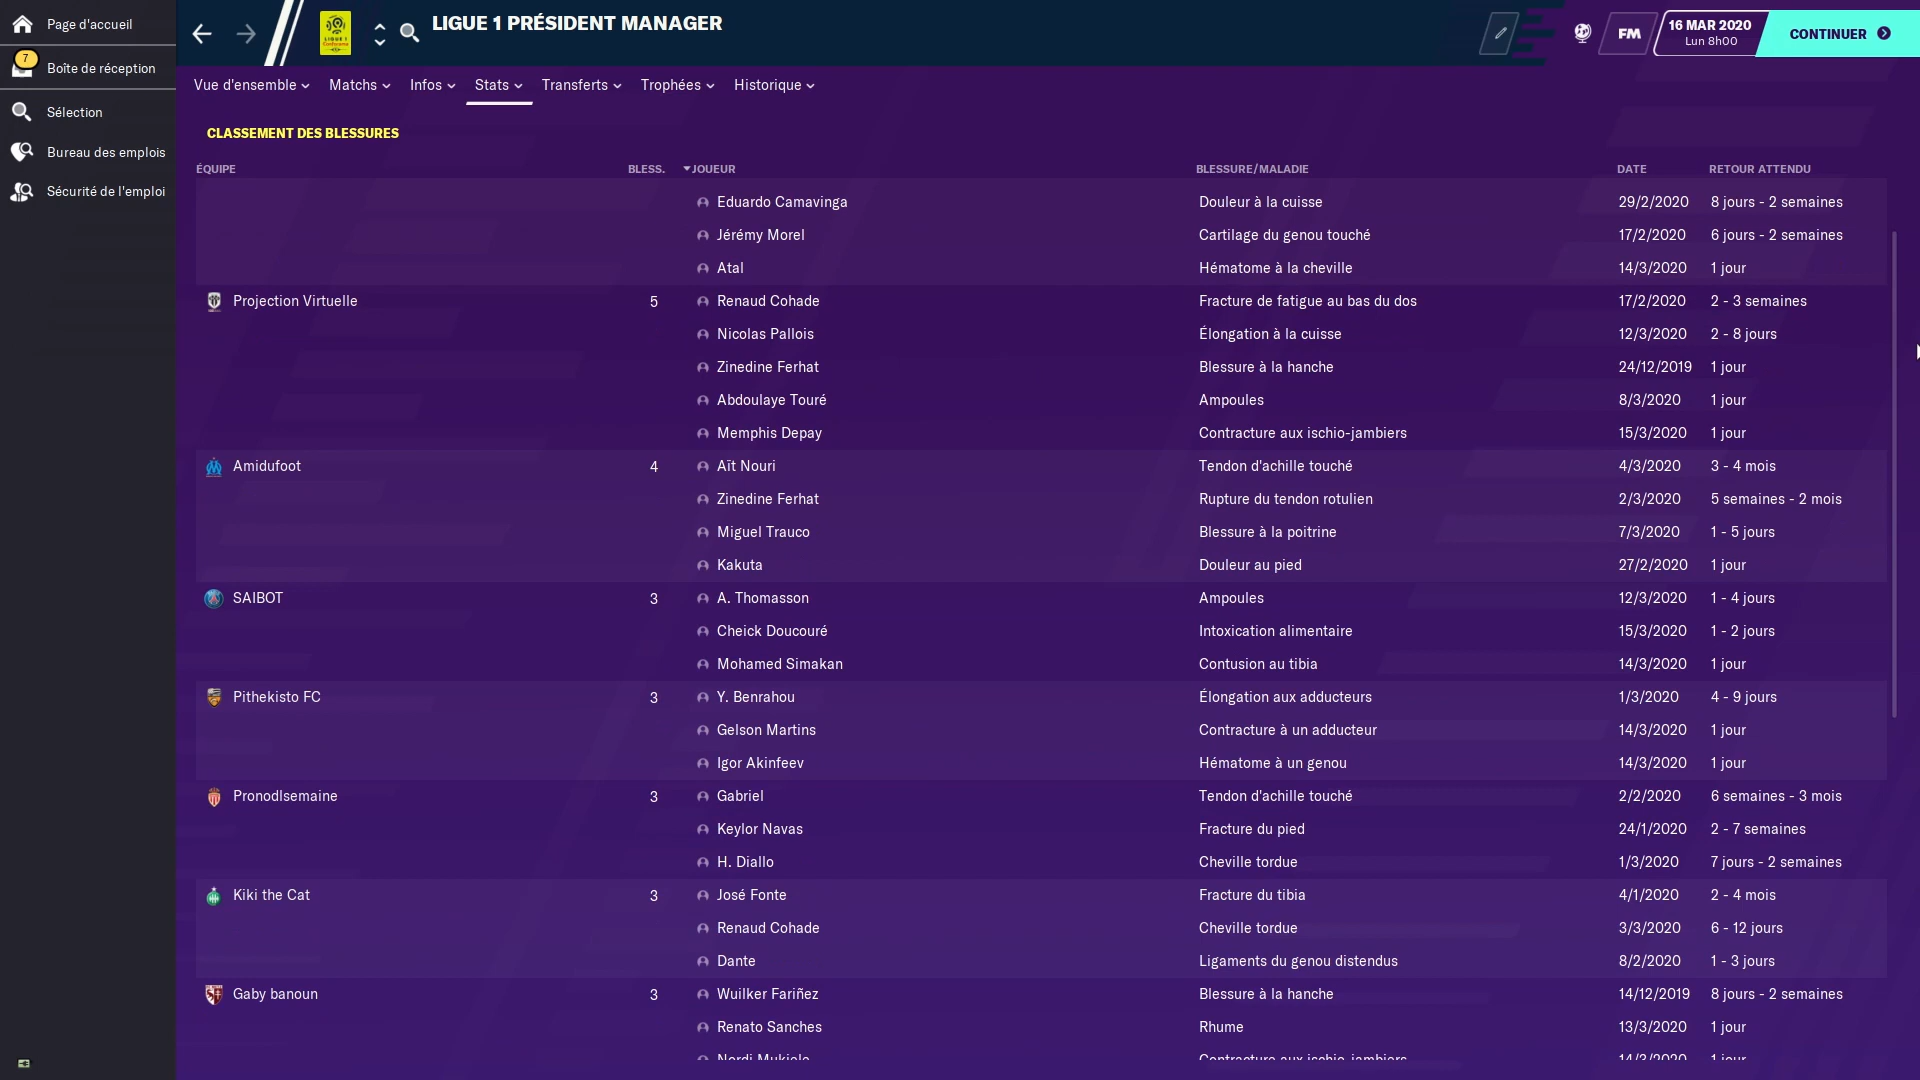 Page d'accueil
7
Boîte de réception
Sélection
Bureau des emplois
Sécurité de l'emploi
LIGUE 1 PRÉSIDENT MANAGER
FM
16 MAR 2020
Lun 8h00
CONTINUER
Vue d'ensemble Matchs Infos Stats Transferts Trophées Historique
CLASSEMENT DES BLESSURES
ÉQUIPE BLESS. JOUEUR BLESSURE/MALADIE DATE RETOUR ATTENDU
Eduardo Camavinga Douleur à la cuisse 29/2/2020 8 jours - 2 semaines
Jérémy Morel Cartilage du genou touché 17/2/2020 6 jours - 2 semaines
Atal Hématome à la cheville 14/3/2020 1 jour
Projection Virtuelle 5 Renaud Cohade Fracture de fatigue au bas du dos 17/2/2020 2 - 3 semaines
Nicolas Pallois Élongation à la cuisse 12/3/2020 2 - 8 jours
Zinedine Ferhat Blessure à la hanche 24/12/2019 1 jour
Abdoulaye Touré Ampoules 8/3/2020 1 jour
Memphis Depay Contracture aux ischio-jambiers 15/3/2020 1 jour
Amidufoot 4 Aït Nouri Tendon d'achille touché 4/3/2020 3 - 4 mois
Zinedine Ferhat Rupture du tendon rotulien 2/3/2020 5 semaines - 2 mois
Miguel Trauco Blessure à la poitrine 7/3/2020 1 - 5 jours
Kakuta Douleur au pied 27/2/2020 1 jour
SAIBOT 3 A. Thomasson Ampoules 12/3/2020 1 - 4 jours
Cheick Doucouré Intoxication alimentaire 15/3/2020 1 - 2 jours
Mohamed Simakan Contusion au tibia 14/3/2020 1 jour
Pithekisto FC 3 Y. Benrahou Élongation aux adducteurs 1/3/2020 4 - 9 jours
Gelson Martins Contracture à un adducteur 14/3/2020 1 jour
Igor Akinfeev Hématome à un genou 14/3/2020 1 jour
Pronodlsemaine 3 Gabriel Tendon d'achille touché 2/2/2020 6 semaines - 3 mois
Keylor Navas Fracture du pied 24/1/2020 2 - 7 semaines
H. Diallo Cheville tordue 1/3/2020 7 jours - 2 semaines
Kiki the Cat 3 José Fonte Fracture du tibia 4/1/2020 2 - 4 mois
Renaud Cohade Cheville tordue 3/3/2020 6 - 12 jours
Dante Ligaments du genou distendus 8/2/2020 1 - 3 jours
Gaby banoun 3 Wuilker Fariñez Blessure à la hanche 14/12/2019 8 jours - 2 semaines
Renato Sanches Rhume 13/3/2020 1 jour
Nordi Mukiele Contracture aux ischio-jambiers 14/3/2020 1 jour